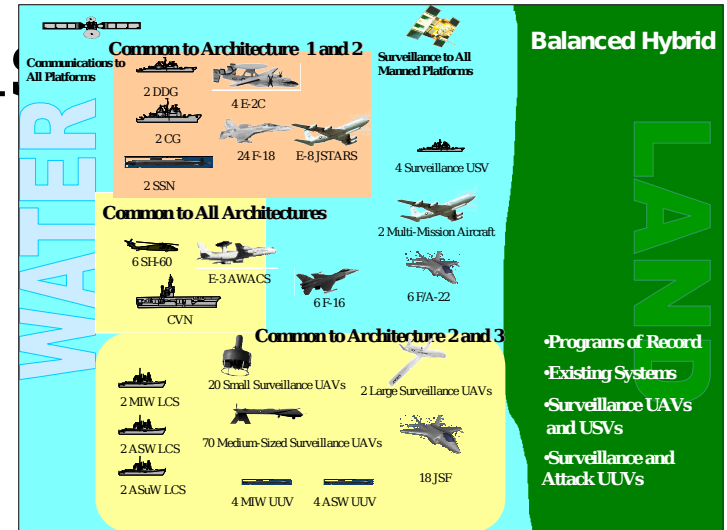 Communications to
All Platforms
Common to Architecture 1 and 2
Surveillance to All
Manned Platforms
Balanced Hybrid
2 DDG
4 E-2C
2 CG
24 F-18
E-8 JSTARS
2 SSN
4 Surveillance USV
2 Multi-Mission Aircraft
Common to All Architectures
6 SH-60
E-3 AWACS
6 F-16
6 F/A-22
CVN
WATER
LAND
Common to Architecture 2 and 3
20 Small Surveillance UAVs
2 Large Surveillance UAVs
2 MIW LCS
70 Medium-Sized Surveillance UAVs
2 ASW LCS
18 JSF
2 ASuW LCS
4 MIW UUV
4 ASW UUV
•Programs of Record
•Existing Systems
•Surveillance UAVs
and USVs
•Surveillance and
Attack UUVs